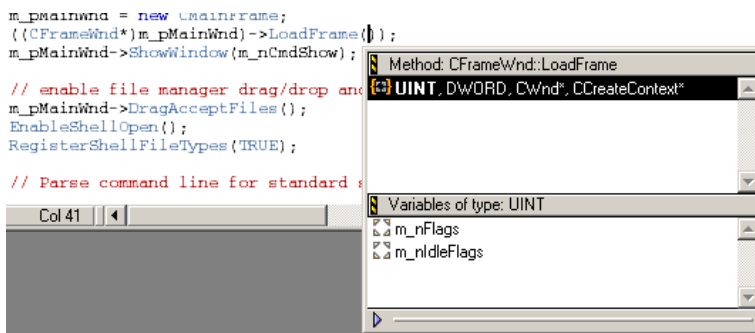 m_pMainWnd = new CMainFrame;
((CFrameWnd*)m_pMainWnd)->LoadFrame();
m_pMainWnd->ShowWindow(m_nCmdShow);
// enable file manager drag/drop and
m_pMainWnd->DragAcceptFiles();
EnableShellOpen();
RegisterShellFileTypes(TRUE);
// Parse command line for standard s
Col 41
Method: CFrameWnd::LoadFrame
UINT, DWORD, CWnd*, CCreateContext*
Variables of type: UINT
m_nFlags
m_nIdleFlags